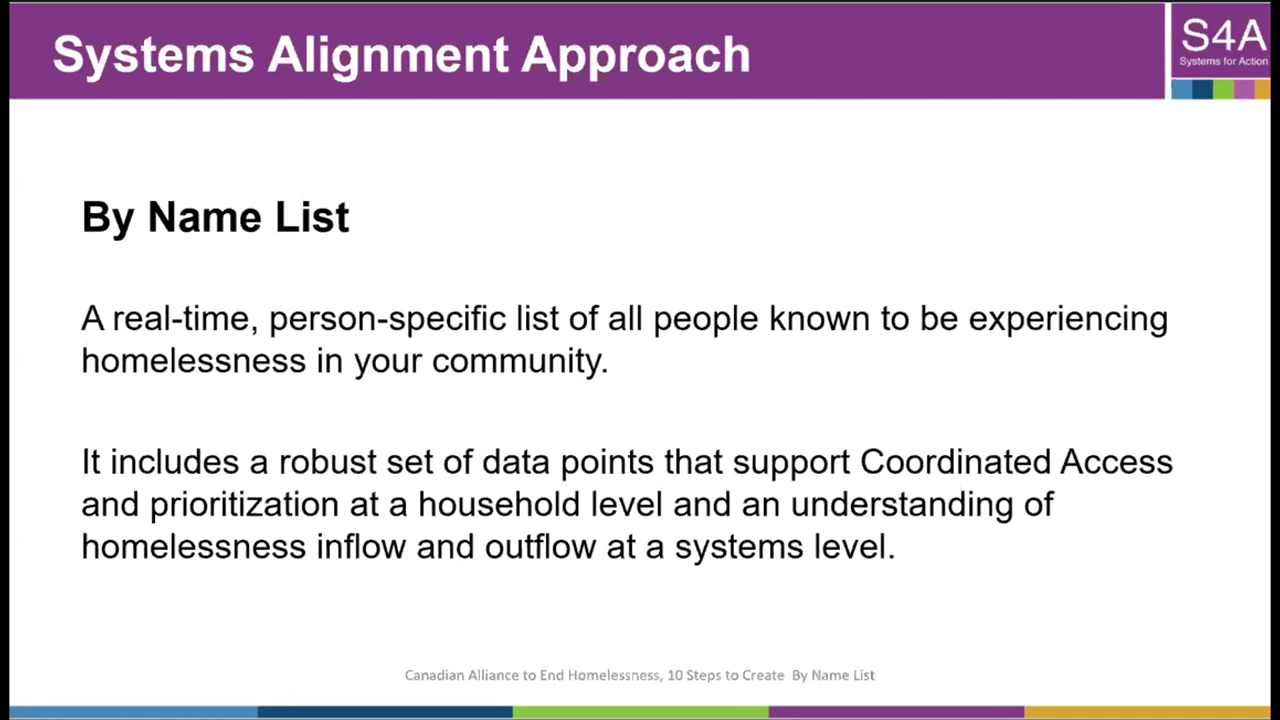 Systems Alignment Approach
S4A
Systems for Action
By Name List
A real-time, person-specific list of all people known to be experiencing
homelessness in your community.
It includes a robust set of data points that support Coordinated Access
and prioritization at a household level and an understanding of
homelessness inflow and outflow at a systems level.
Canadian Alliance to End Homelessness, 10 Steps to Create By Name List